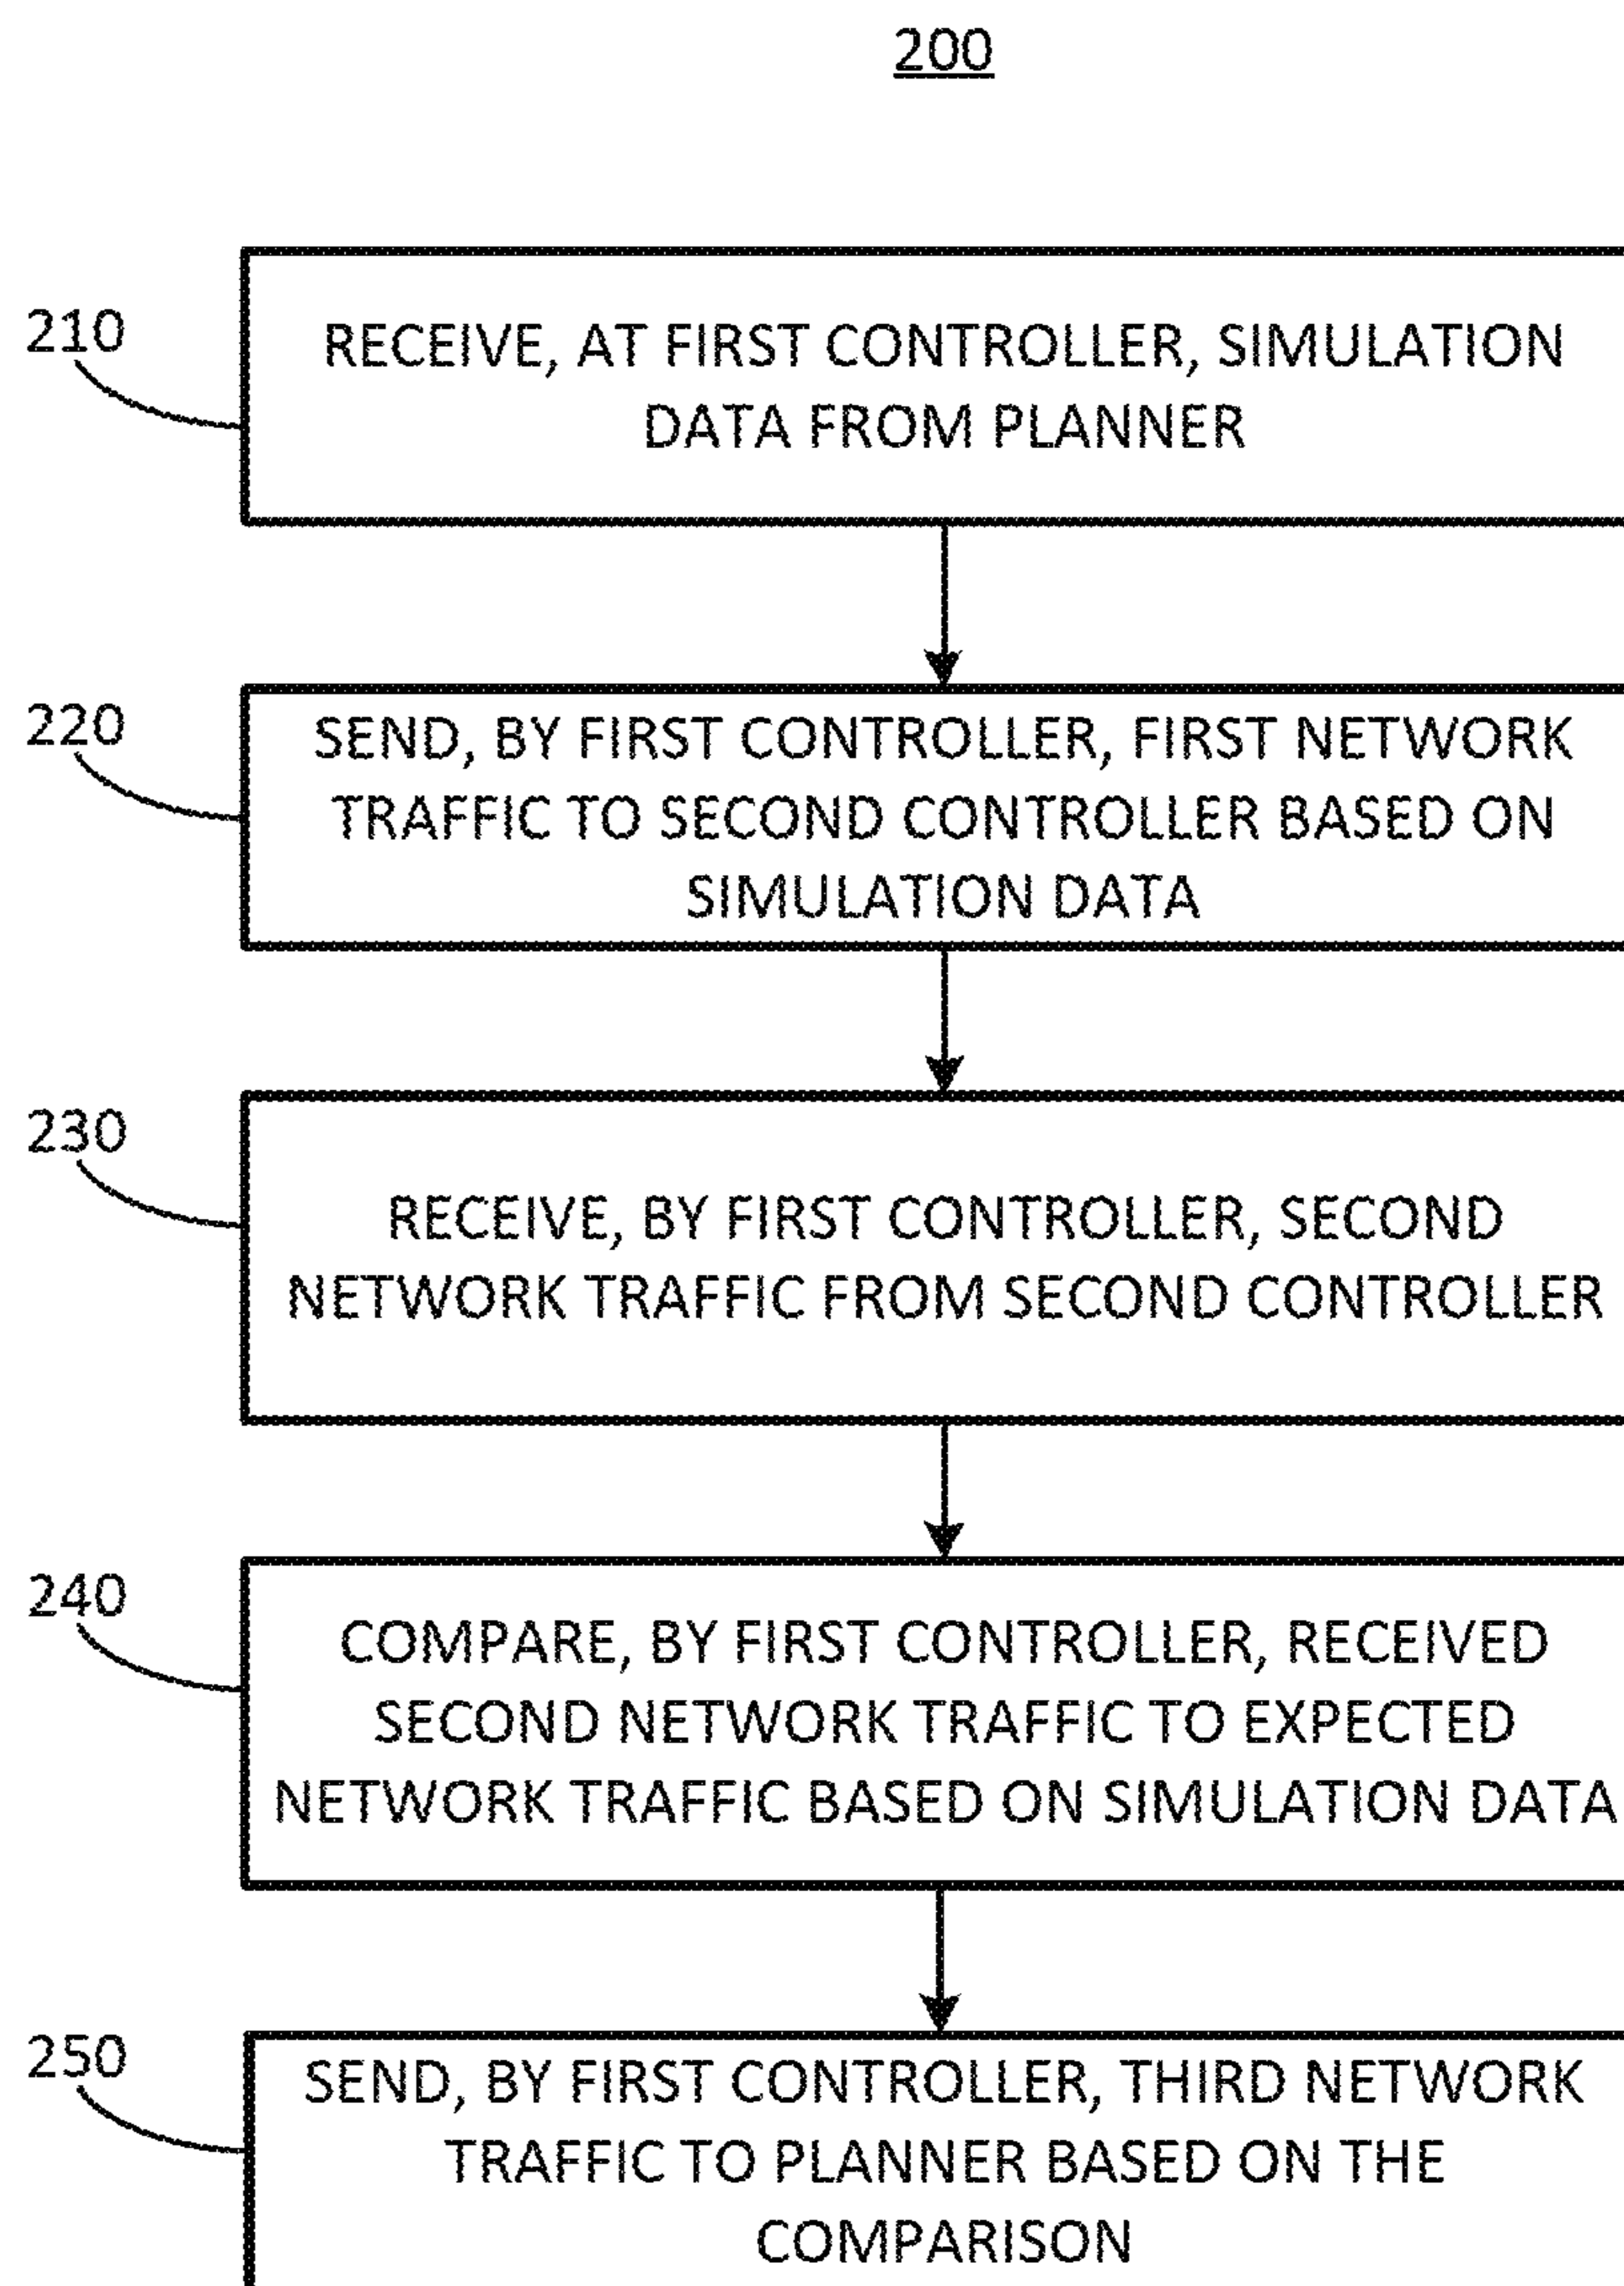 200
210
RECEIVE, AT FIRST CONTROLLER, SIMULATION
DATA FROM PLANNER
220
SEND, BY FIRST CONTROLLER, FIRST NETWORK
TRAFFIC TO SECOND CONTROLLER BASED ON
SIMULATION DATA
230
RECEIVE, BY FIRST CONTROLLER, SECOND
NETWORK TRAFFIC FROM SECOND CONTROLLER
240
COMPARE, BY FIRST CONTROLLER, RECEIVED
SECOND NETWORK TRAFFIC TO EXPECTED
NETWORK TRAFFIC BASED ON SIMULATION DATA
250
SEND, BY FIRST CONTROLLER, THIRD NETWORK
TRAFFIC TO PLANNER BASED ON THE
COMPARISON